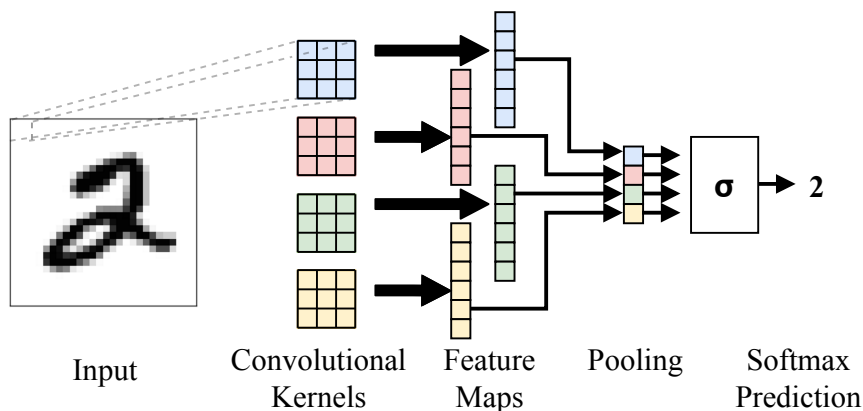 σ
2
Input
Convolutional
Kernels
Feature
Maps
Pooling
Softmax
Prediction